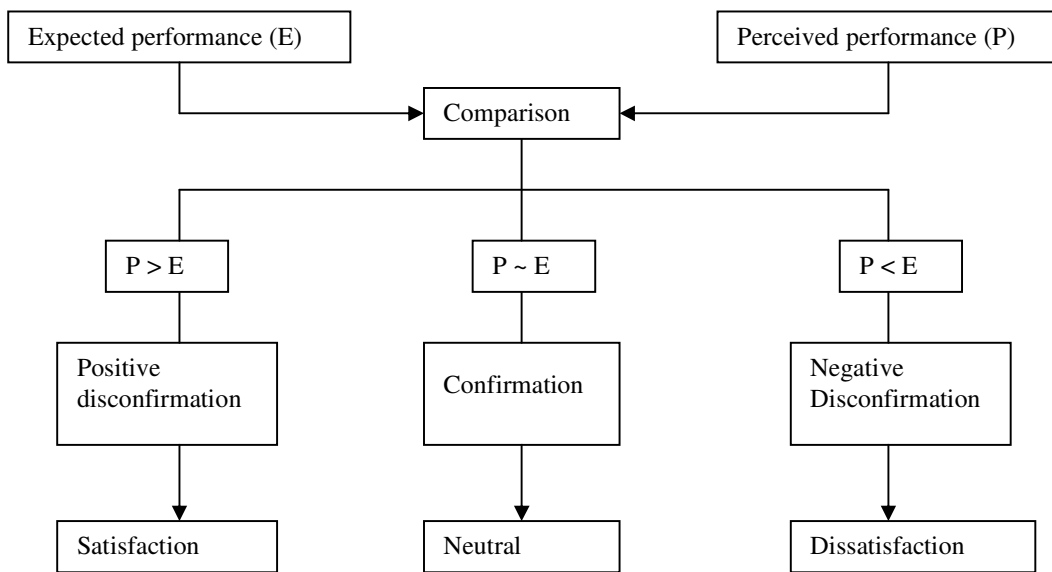 Expected performance (E)
Perceived performance (P)
Comparison
P > E
P ~ E
P < E
Positive
disconfirmation
Confirmation
Negative
Disconfirmation
Satisfaction
Neutral
Dissatisfaction